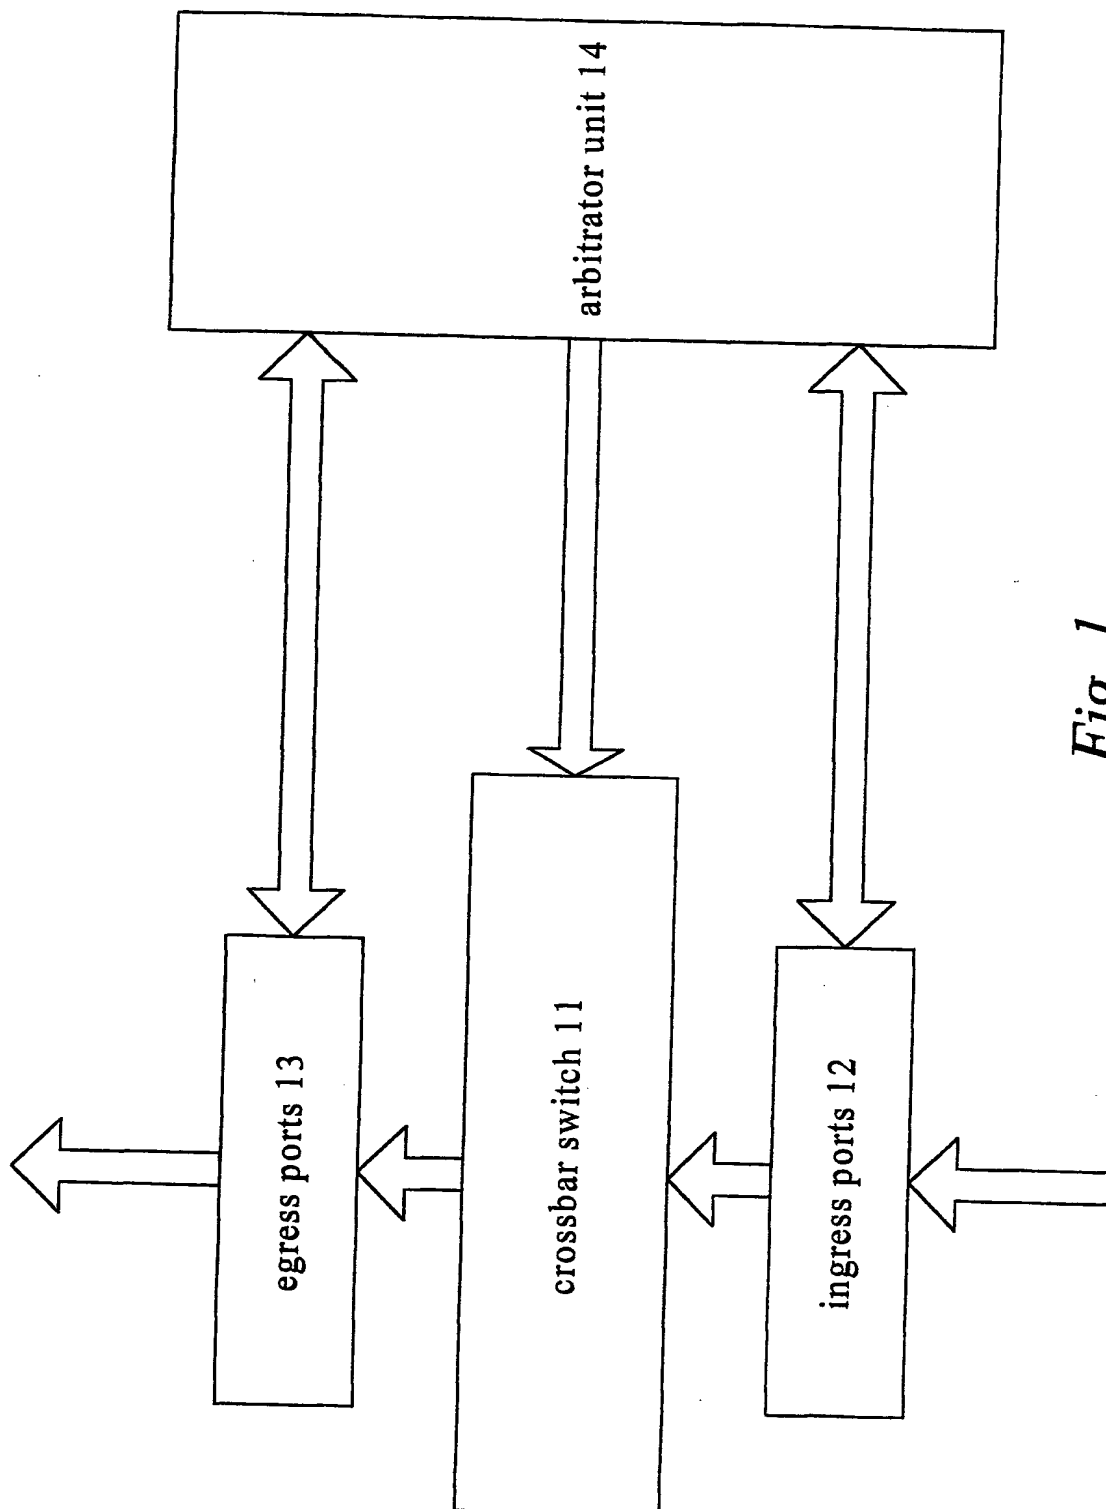 arbitrator unit 14
egress ports 13
crossbar switch 11
ingress ports 12
Fig. 1